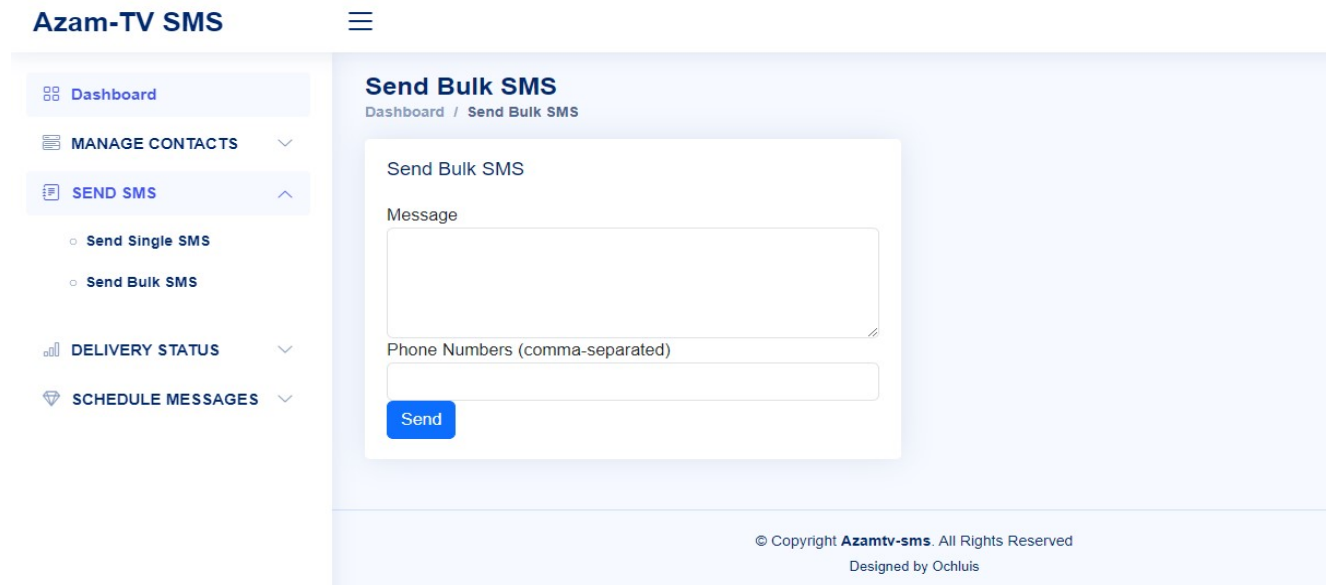 Azam-TV SMS
Dashboard
MANAGE CONTACTS
SEND SMS
Send Single SMS
Send Bulk SMS
DELIVERY STATUS
SCHEDULE MESSAGES
Send Bulk SMS
Dashboard / Send Bulk SMS
Send Bulk SMS
Message
Phone Numbers (comma-separated)
Send
© Copyright Azamtv-sms. All Rights Reserved
Designed by Ochluis